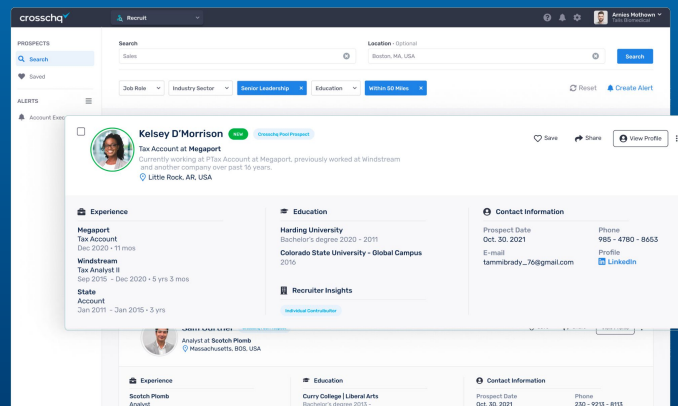 crosschq
Recruit
Arnies Mothown
Talis Biomedical
PROSPECTS
Search
Saved
ALERTS
Account Exec
Search
Sales
Location - Optional
Boston, MA, USA
Search
Job Role
Industry Sector
Senior Leadership ×
Education
Within 50 Miles ×
Reset
Create Alert
Kelsey D'Morrison NEW Crosschq Pool Prospect
Save
Share
View Profile
Tax Account at Megaport
Currently working at PTax Account at Megaport, previously worked at Windstream
and another company over past 16 years.
Little Rock, AR, USA
Experience
Megaport
Tax Account
Dec 2020 • 11 mos
Windstream
Tax Analyst II
Sep 2015 - Dec 2020 • 5 yrs 3 mos
State
Account
Jan 2011 - Jan 2015 • 3 yrs
Education
Harding University
Bachelor's degree 2020 - 2011
Colorado State University - Global Campus
2016
Recruiter Insights
Individual Contributor
Contact Information
Prospect Date
Oct. 30, 2021
Phone
985 - 4780 - 8653
E-mail
tammibrady_76@gmail.com
Profile
LinkedIn
Analyst at Scotch Plomb
Massachusetts, BOS, USA
Experience
Scotch Plomb
Analyst
Education
Curry College | Liberal Arts
Bachelor's degree 2013 -
Contact Information
Prospect Date
Oct. 30, 2021
Phone
230 - 9213 - 8113